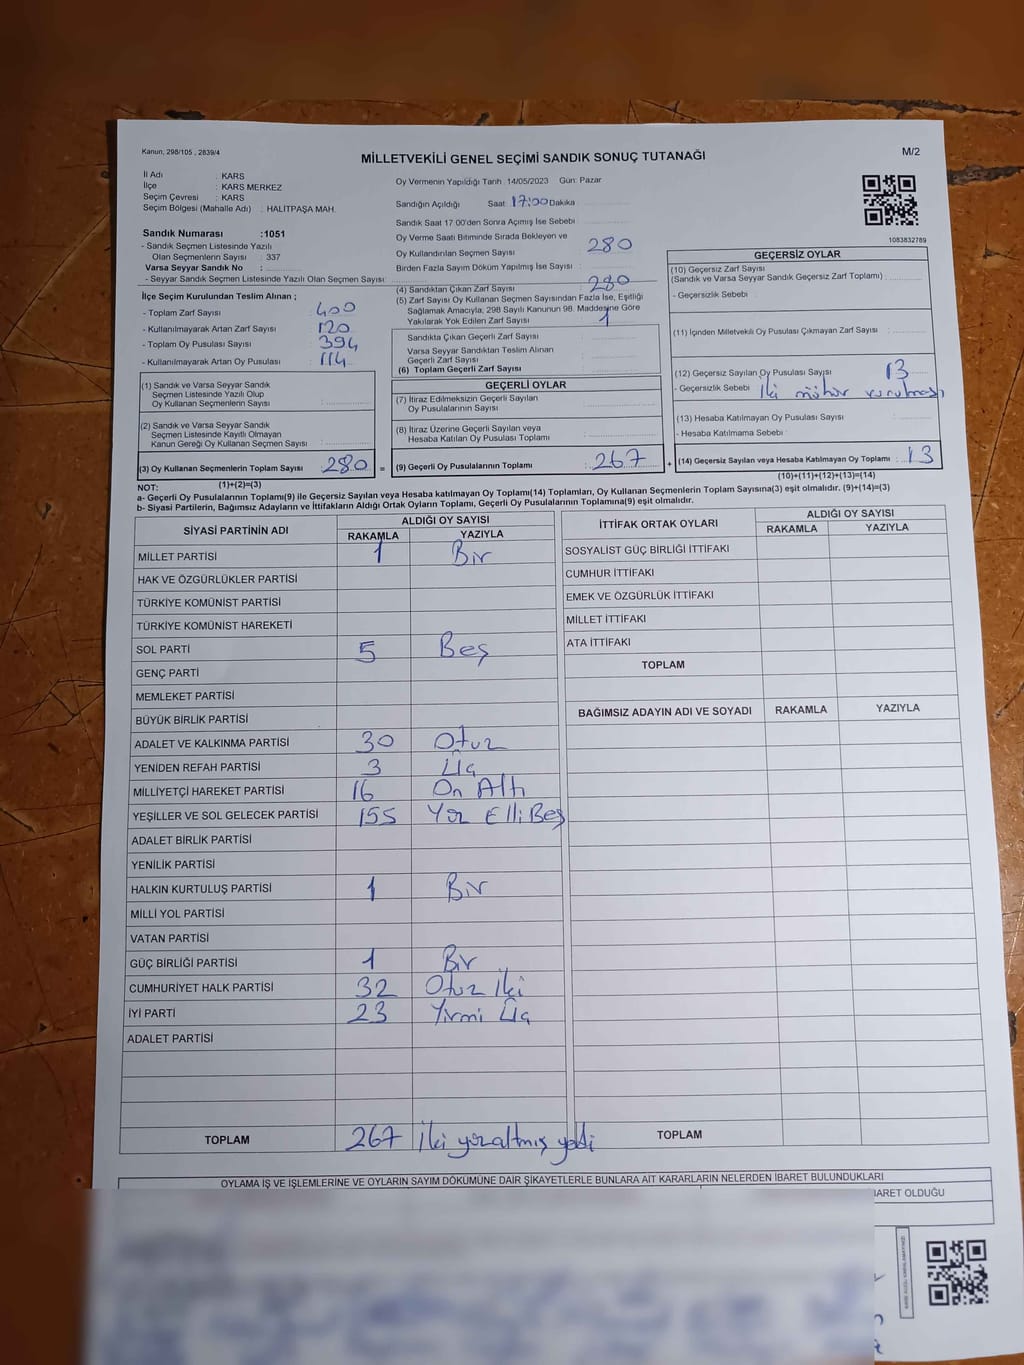 Kanun, 298/105 , 2839/4
MİLLETVEKİLİ GENEL SEÇİMİ SANDIK SONUÇ TUTANAĞI
M/2
İl Adı : KARS
İlçe : KARS MERKEZ
Seçim Çevresi : KARS
Seçim Bölgesi (Mahalle Adı) : HALİTPAŞA MAH.
Sandık Numarası :1051
- Sandık Seçmen Listesinde Yazılı
Olan Seçmenlerin Sayısı : 337
Varsa Seyyar Sandık No :
- Seyyar Sandık Seçmen Listesinde Yazılı Olan Seçmen Sayısı:
İlçe Seçim Kurulundan Teslim Alınan ;
- Toplam Zarf Sayısı : 400
- Kullanılmayarak Artan Zarf Sayısı : 120
- Toplam Oy Pusulası Sayısı : 394
- Kullanılmayarak Artan Oy Pusulası : 114
Oy Vermenin Yapıldığı Tarih :14/05/2023 Gün: Pazar
Sandığın Açıldığı Saat 17:00 Dakika
Sandık Saat 17.00'den Sonra Açımış İse Sebebi :
Oy Verme Saati Bitiminde Sırada Bekleyen ve
Oy Kullandırılan Seçmen Sayısı : 280
Birden Fazla Sayım Döküm Yapılmış İse Sayısı :
(4) Sandıktan Çıkan Zarf Sayısı : 280
(5) Zarf Sayısı Oy Kullanan Seçmen Sayısından Fazla İse, Eşitliği
Sağlamak Amacıyla, 298 Sayılı Kanunun 98. Maddesine Göre
Yakılarak Yok Edilen Zarf Sayısı : 1
Sandıkta Çıkan Geçerli Zarf Sayısı :
Varsa Seyyar Sandıktan Teslim Alınan
Geçerli Zarf Sayısı :
(6) Toplam Geçerli Zarf Sayısı :
1083832789
GEÇERSİZ OYLAR
(10) Geçersiz Zarf Sayısı
(Sandık ve Varsa Seyyar Sandık Geçersiz Zarf Toplamı) :
- Geçersizlik Sebebi :
(11) İçinden Milletvekili Oy Pusulası Çıkmayan Zarf Sayısı :
(12) Geçersiz Sayılan Oy Pusulası Sayısı : 13
- Geçersizlik Sebebi : İki mühür vurulması
(13) Hesaba Katılmayan Oy Pusulası Sayısı :
- Hesaba Katılmama Sebebi :
(14) Geçersiz Sayılan veya Hesaba Katılmayan Oy Toplamı : 13
(10)+(11)+(12)+(13)=(14)
(1) Sandık ve Varsa Seyyar Sandık
Seçmen Listesinde Yazılı Olup
Oy Kullanan Seçmenlerin Sayısı :
(2) Sandık ve Varsa Seyyar Sandık
Seçmen Listesinde Kayıtlı Olmayan
Kanun Gereği Oy Kullanan Seçmen Sayısı :
(3) Oy Kullanan Seçmenlerin Toplam Sayısı : 280 =
(1)+(2)=(3)
GEÇERLİ OYLAR
(7) İtiraz Edilmeksizin Geçerli Sayılan
Oy Pusulalarının Sayısı :
(8) İtiraz Üzerine Geçerli Sayılan veya
Hesaba Katılan Oy Pusulası Toplamı :
(9) Geçerli Oy Pusulalarının Toplamı : 267 +
NOT:
a- Geçerli Oy Pusulalarının Toplamı(9) ile Geçersiz Sayılan veya Hesaba katılmayan Oy Toplamı(14) Toplamları, Oy Kullanan Seçmenlerin Toplam Sayısına(3) eşit olmalıdır. (9)+(14)=(3)
b- Siyasi Partilerin, Bağımsız Adayların ve İttifakların Aldığı Ortak Oyların Toplamı, Geçerli Oy Pusulalarının Toplamına(9) eşit olmalıdır.
SİYASİ PARTİNİN ADI ALDIĞI OY SAYISI
RAKAMLA YAZIYLA
MİLLET PARTİSİ 1 Bir
HAK VE ÖZGÜRLÜKLER PARTİSİ
TÜRKİYE KOMÜNİST PARTİSİ
TÜRKİYE KOMÜNİST HAREKETİ
SOL PARTİ 5 Beş
GENÇ PARTİ
MEMLEKET PARTİSİ
BÜYÜK BİRLİK PARTİSİ
ADALET VE KALKINMA PARTİSİ 30 Otuz
YENİDEN REFAH PARTİSİ 3 Üç
MİLLİYETÇİ HAREKET PARTİSİ 16 On Altı
YEŞİLLER VE SOL GELECEK PARTİSİ 155 Yüz Elli Beş
ADALET BİRLİK PARTİSİ
YENİLİK PARTİSİ
HALKIN KURTULUŞ PARTİSİ 1 Bir
MİLLİ YOL PARTİSİ
VATAN PARTİSİ
GÜÇ BİRLİĞİ PARTİSİ 1 Bir
CUMHURİYET HALK PARTİSİ 32 Otuz İki
İYİ PARTİ 23 Yirmi Üç
ADALET PARTİSİ
TOPLAM 267 İki yüzaltmış yedi
İTTİFAK ORTAK OYLARI ALDIĞI OY SAYISI
RAKAMLA YAZIYLA
SOSYALİST GÜÇ BİRLİĞİ İTTİFAKI
CUMHUR İTTİFAKI
EMEK VE ÖZGÜRLÜK İTTİFAKI
MİLLET İTTİFAKI
ATA İTTİFAKI
TOPLAM
BAĞIMSIZ ADAYIN ADI VE SOYADI RAKAMLA YAZIYLA
TOPLAM
OYLAMA İŞ VE İŞLEMLERİNE VE OYLARIN SAYIM DÖKÜMÜNE DAİR ŞİKAYETLERLE BUNLARA AİT KARARLARIN NELERDEN İBARET BULUNDUKLARI
İBARET OLDUĞU